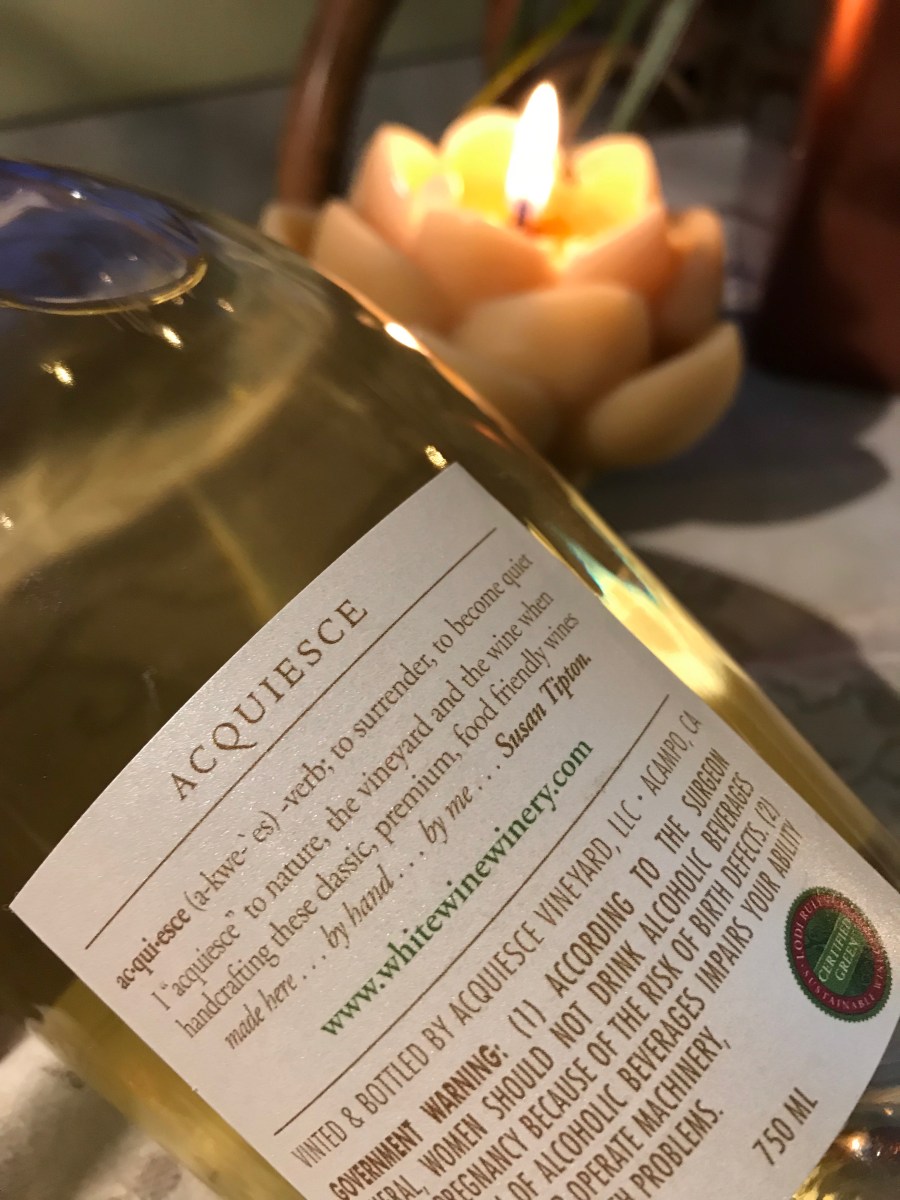 ACQUIESCE
ac·qui·esce (a-kwe-` es) -verb; to surrender, to become quiet
I "acquiesce" to nature, the vineyard and the wine when
handcrafting these classic, premium, food friendly wines
made here . . . by hand . . . by me . . . Susan Tipton.
www.whitewinewinery.com
VINTED & BOTTLED BY ACQUIESCE VINEYARD, LLC • ACAMPO, CA
GOVERNMENT WARNING: (1) ACCORDING TO THE SURGEON
WOMEN SHOULD NOT DRINK ALCOHOLIC BEVERAGES
PREGNANCY BECAUSE OF THE RISK OF BIRTH DEFECTS. (2)
OF ALCOHOLIC BEVERAGES IMPAIRS YOUR ABILITY
OPERATE MACHINERY,
PROBLEMS.
750 ML
LODI RULES
CERTIFIED
GREEN